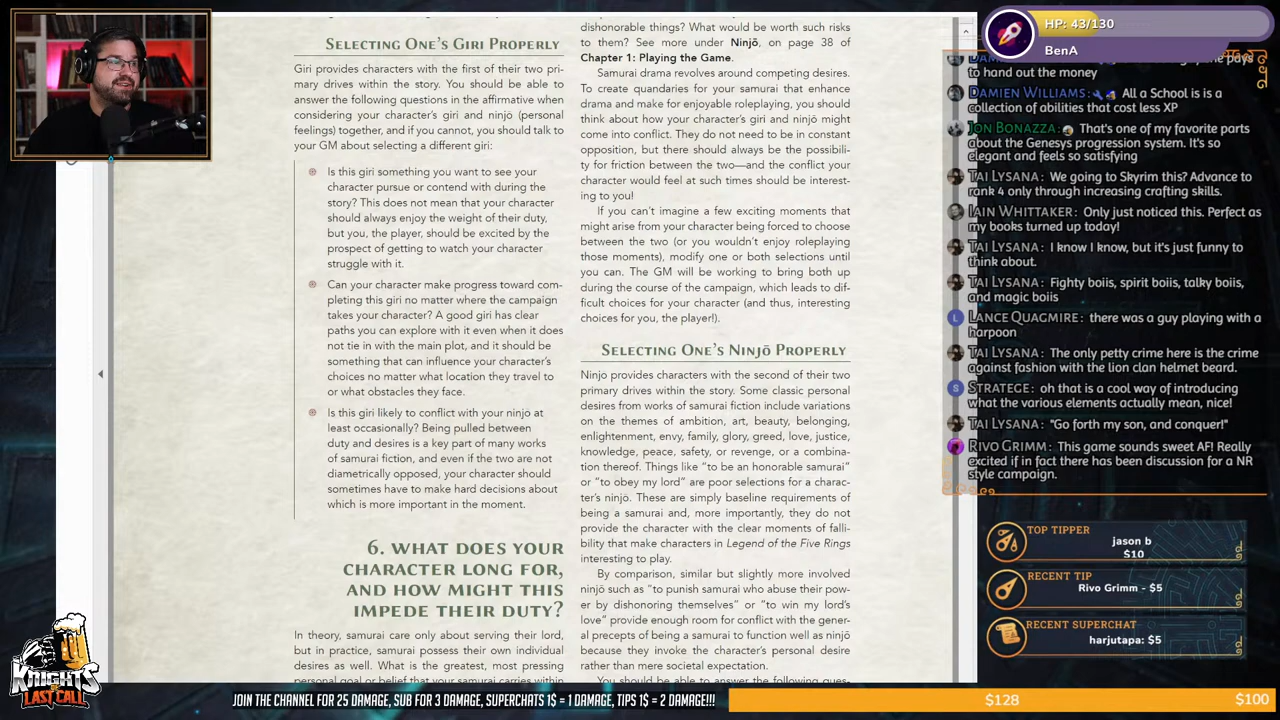 SELECTING ONE'S GIRI PROPERLY
Giri provides characters with the first of their two pri-
mary drives within the story. You should be able to
answer the following questions in the affirmative when
considering your character's giri and ninjō (personal
feelings) together, and if you cannot, you should talk to
your GM about selecting a different giri:
Is this giri something you want to see your
character pursue or contend with during the
story? This does not mean that your character
should always enjoy the weight of their duty,
but you, the player, should be excited by the
prospect of getting to watch your character
struggle with it.
Can your character make progress toward com-
pleting this giri no matter where the campaign
takes your character? A good giri has clear
paths you can explore with it even when it does
not tie in with the main plot, and it should be
something that can influence your character's
choices no matter what location they travel to
or what obstacles they face.
Is this giri likely to conflict with your ninjō at
least occasionally? Being pulled between
duty and desires is a key part of many works
of samurai fiction, and even if the two are not
diametrically opposed, your character should
sometimes have to make hard decisions about
which is more important in the moment.
6. WHAT DOES YOUR
CHARACTER LONG FOR,
AND HOW MIGHT THIS
IMPEDE THEIR DUTY?
In theory, samurai care only about serving their lord,
but in practice, samurai possess their own individual
desires as well. What is the greatest, most pressing
personal goal or belief that your samurai carries within
dishonorable things? What would be worth such risks
to them? See more under Ninjō, on page 38 of
Chapter 1: Playing the Game.
Samurai drama revolves around competing desires.
To create quandaries for your samurai that enhance
drama and make for enjoyable roleplaying, you should
think about how your character's giri and ninjō might
come into conflict. They do not need to be in constant
opposition, but there should always be the possibili-
ty for friction between the two—and the conflict your
character would feel at such times should be interest-
ing to you!
If you can't imagine a few exciting moments that
might arise from your character being forced to choose
between the two (or you wouldn't enjoy roleplaying
those moments), modify one or both selections until
you can. The GM will be working to bring both up
during the course of the campaign, which leads to dif-
ficult choices for your character (and thus, interesting
choices for you, the player!).
SELECTING ONE'S NINJŌ PROPERLY
Ninjo provides characters with the second of their two
primary drives within the story. Some classic personal
desires from works of samurai fiction include variations
on the themes of ambition, art, beauty, belonging,
enlightenment, envy, family, glory, greed, love, justice,
knowledge, peace, safety, or revenge, or a combina-
tion thereof. Things like "to be an honorable samurai"
or "to obey my lord" are poor selections for a charac-
ter's ninjō. These are simply baseline requirements of
being a samurai and, more importantly, they do not
provide the character with the clear moments of falli-
bility that make characters in Legend of the Five Rings
interesting to play.
By comparison, similar but slightly more involved
ninjō such as "to punish samurai who abuse their pow-
er by dishonoring themselves" or "to win my lord's
love" provide enough room for conflict with the gener-
al precepts of being a samurai to function well as ninjō
because they invoke the character's personal desire
rather than mere societal expectation.
You should be able to answer the following ques-
HP: 43/130
BenA
to hand out the money
DAMIEN WILLIAMS: All a School is is a
collection of abilities that cost less XP
JON BONAZZA: That's one of my favorite parts
about the Genesys progression system. It's so
elegant and feels so satisfying
TAI LYSANA: We going to Skyrim this? Advance to
rank 4 only through increasing crafting skills.
IAIN WHITTAKER: Only just noticed this. Perfect as
my books turned up today!
TAI LYSANA: I know I know, but it's just funny to
think about.
TAI LYSANA: Fighty boiis, spirit boiis, talky boiis,
and magic boiis
L LANCE QUAGMIRE: there was a guy playing with a
harpoon
TAI LYSANA: The only petty crime here is the crime
against fashion with the lion clan helmet beard.
S STRATEGE: oh that is a cool way of introducing
what the various elements actually mean, nice!
TAI LYSANA: "Go forth my son, and conquer!"
RIVO GRIMM: This game sounds sweet AF! Really
excited if in fact there has been discussion for a NR
style campaign.
TOP TIPPER
jason b
$10
RECENT TIP
Rivo Grimm - $5
RECENT SUPERCHAT
harjutapa: $5
KNIGHTS
LAST CALL
JOIN THE CHANNEL FOR 25 DAMAGE, SUB FOR 3 DAMAGE, SUPERCHATS 1$ = 1 DAMAGE, TIPS 1$ = 2 DAMAGE!!!
$128
$100